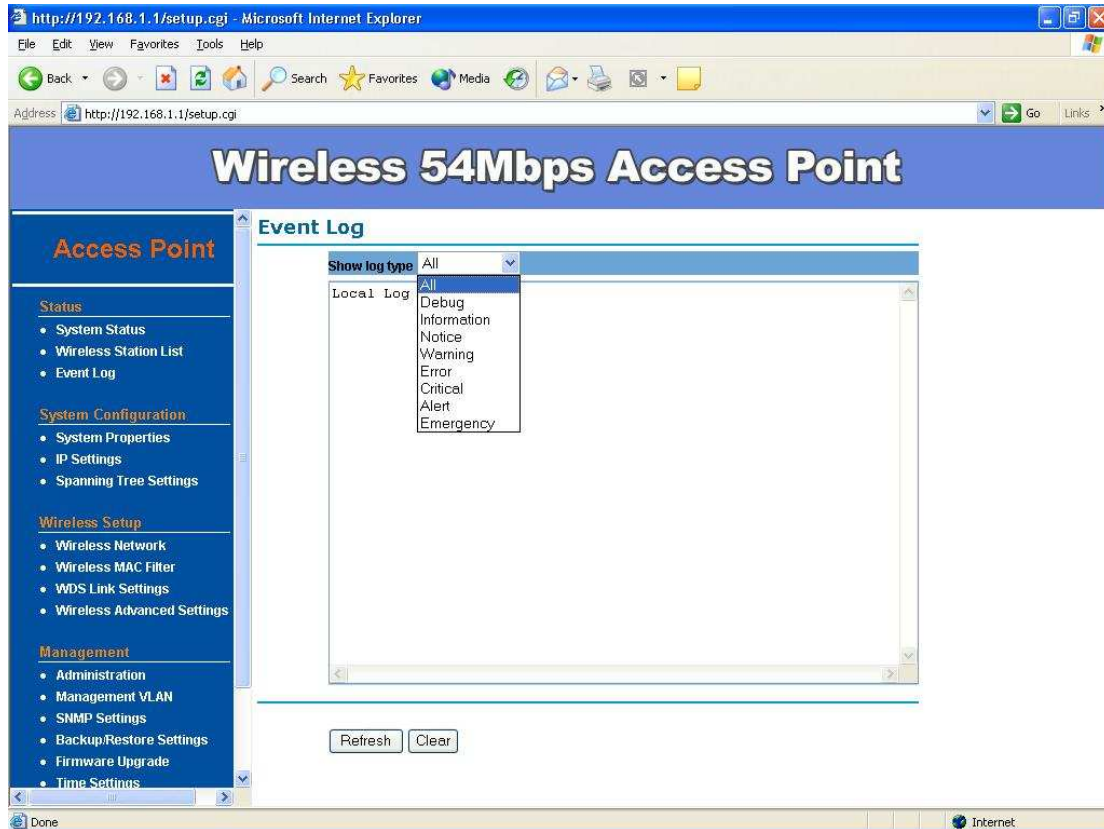 http://192.168.1.1/setup.cgi - Microsoft Internet Explorer
File Edit View Favorites Tools Help
Back Search Favorites Media
Address http://192.168.1.1/setup.cgi Go Links
Wireless 54Mbps Access Point
Access Point
Status
System Status
Wireless Station List
Event Log
System Configuration
System Properties
IP Settings
Spanning Tree Settings
Wireless Setup
Wireless Network
Wireless MAC Filter
WDS Link Settings
Wireless Advanced Settings
Management
Administration
Management VLAN
SNMP Settings
Backup/Restore Settings
Firmware Upgrade
Time Settings
Event Log
Show log type All
Local Log
All
Debug
Information
Notice
Warning
Error
Critical
Alert
Emergency
Refresh Clear
Done Internet